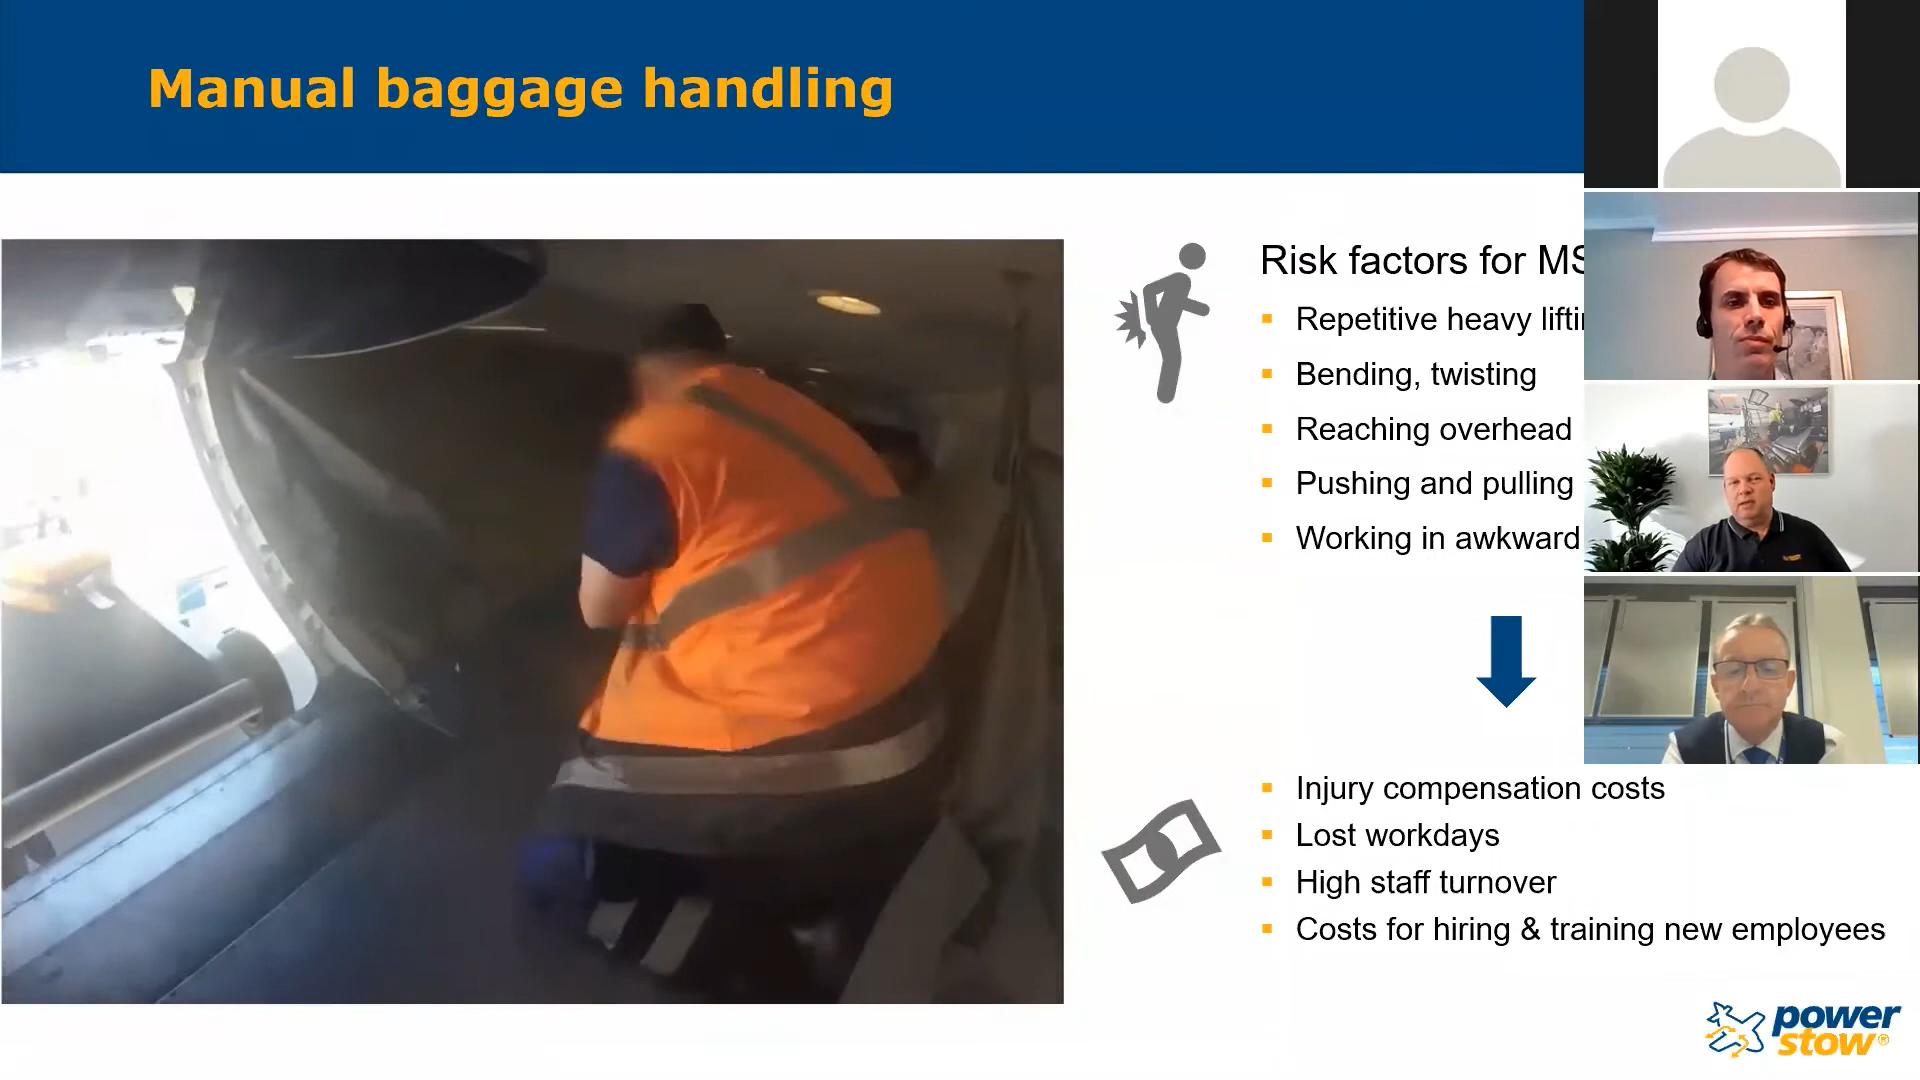 Manual baggage handling
Risk factors for MS
Repetitive heavy lifti
Bending, twisting
Reaching overhead
Pushing and pulling
Working in awkward
Injury compensation costs
Lost workdays
High staff turnover
Costs for hiring & training new employees
power
stow®